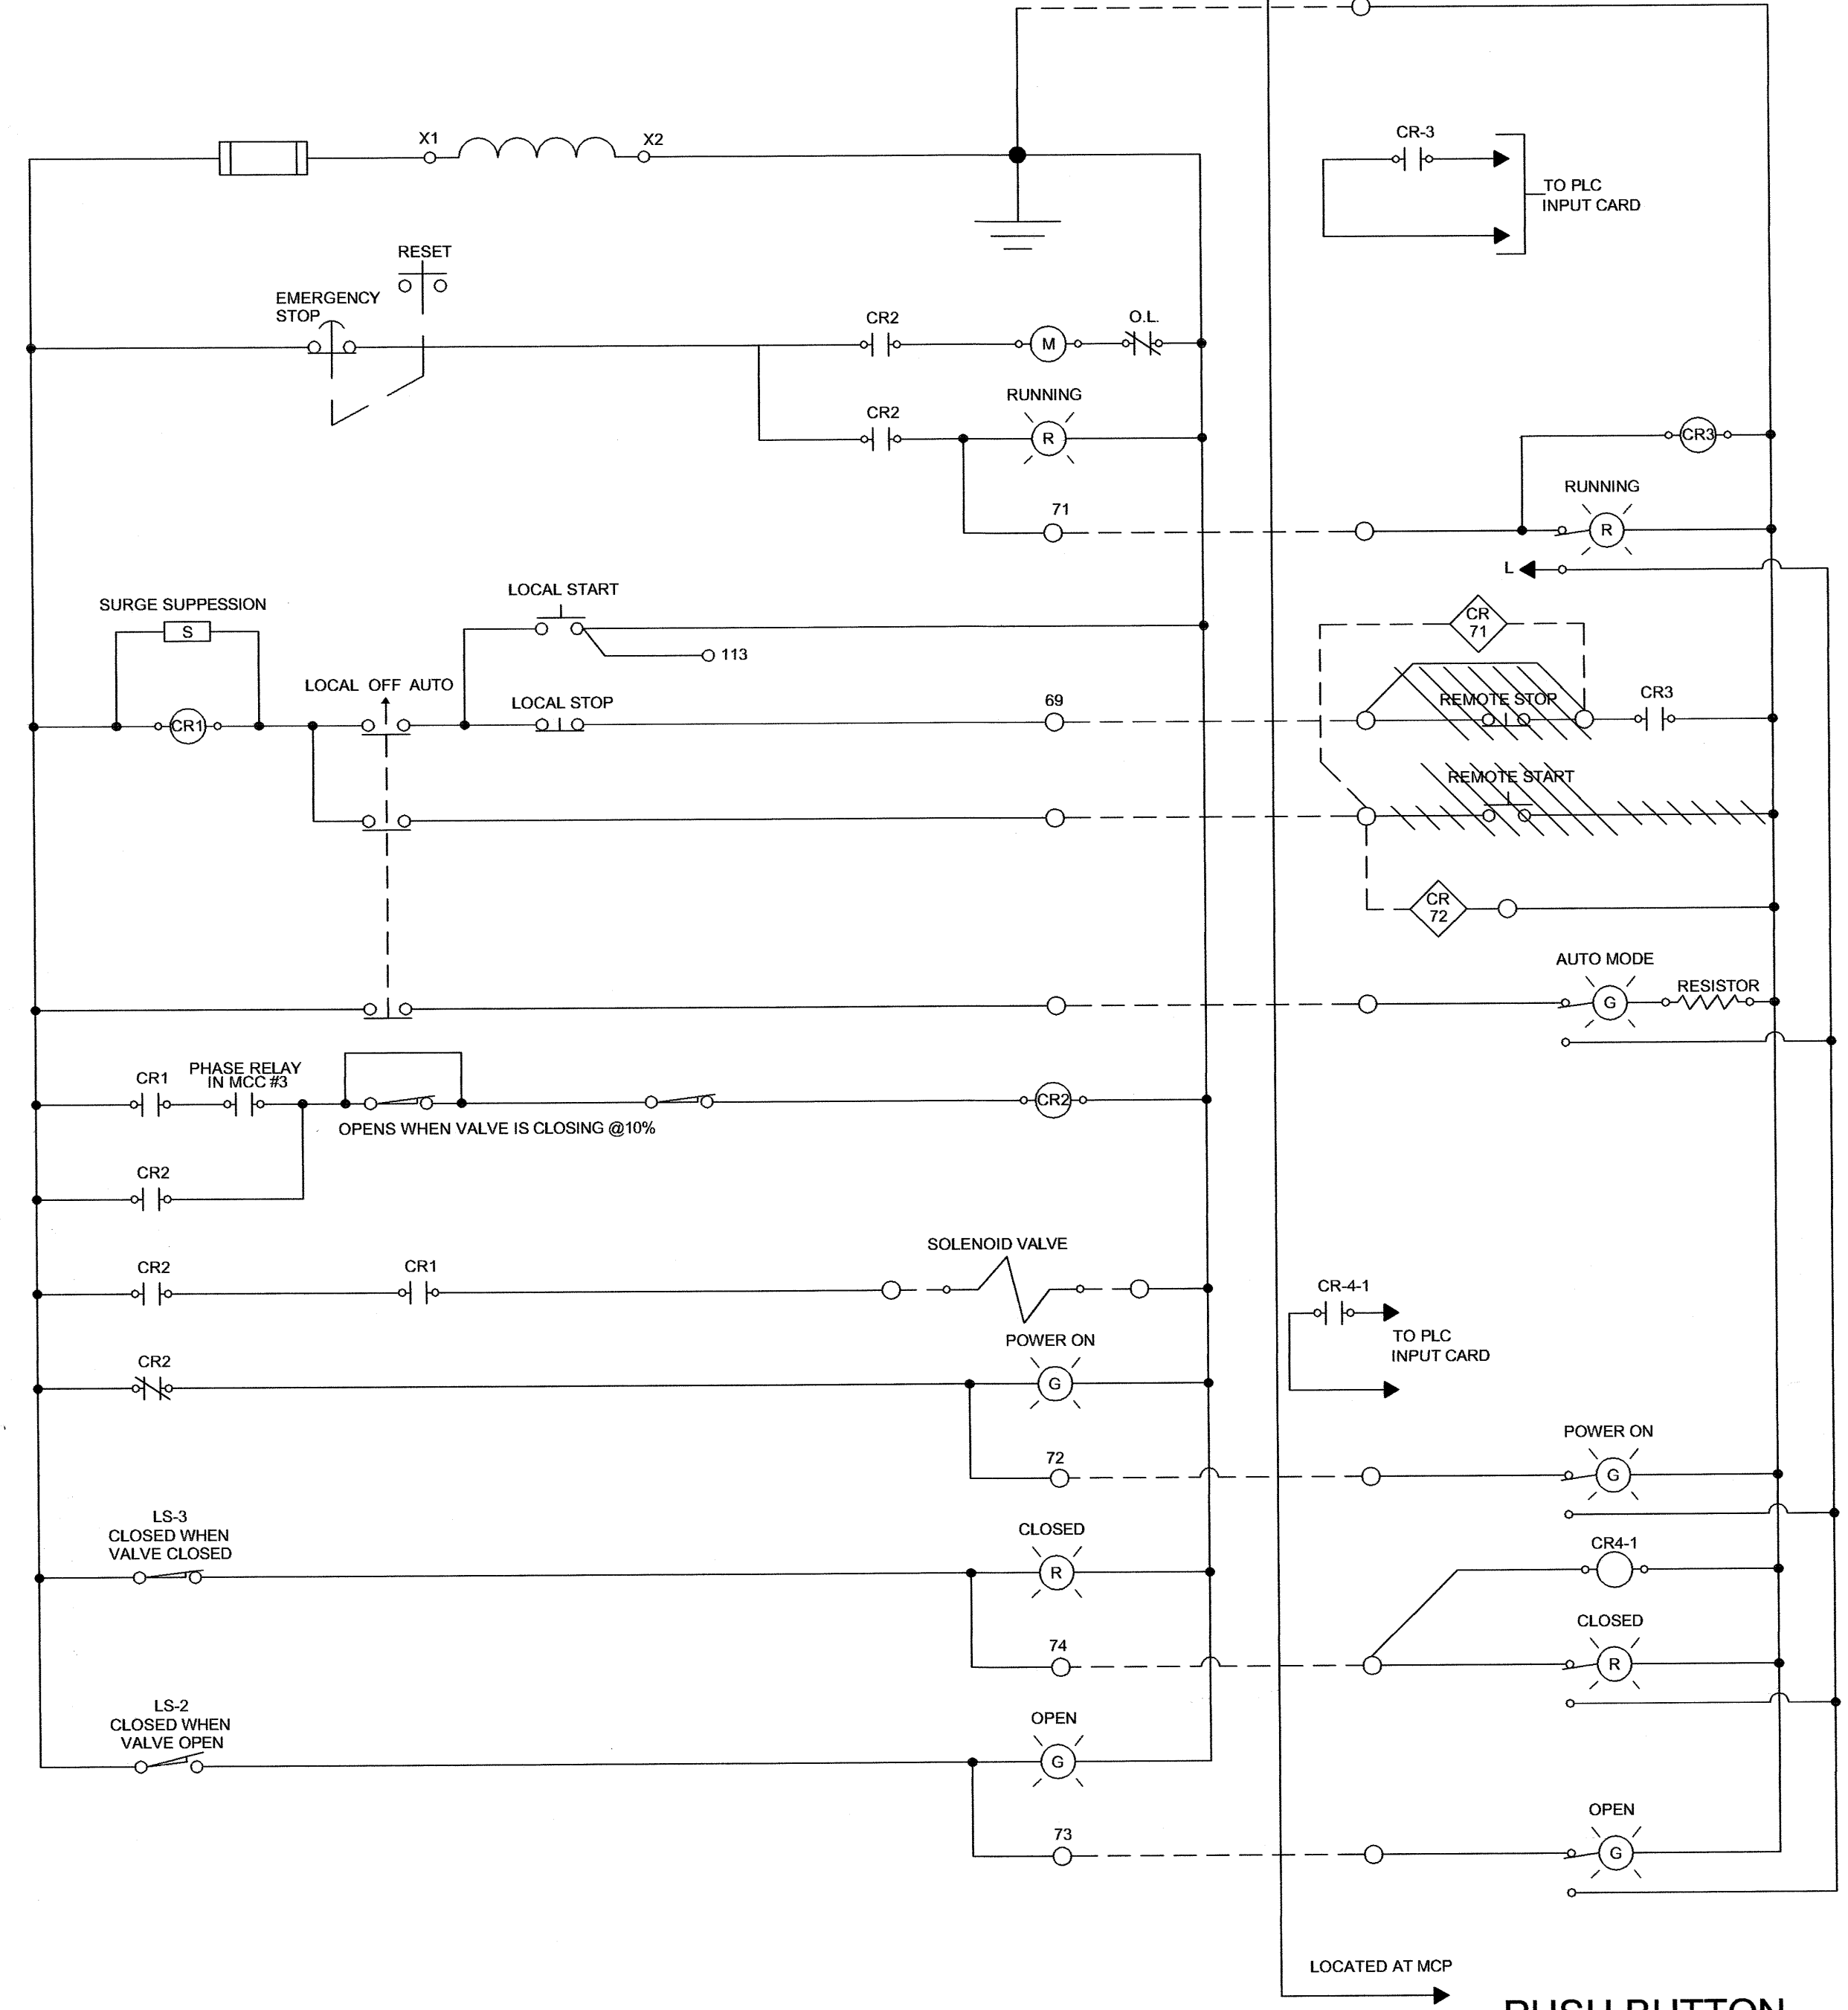 X1
X2
CR-3
TO PLC
INPUT CARD
RESET
EMERGENCY
STOP
CR2
M
O.L.
RUNNING
CR2
R
CR3
RUNNING
71
R
L
LOCAL START
SURGE SUPPESSION
S
113
CR
71
LOCAL OFF AUTO
LOCAL STOP
69
REMOTE STOP
CR3
CR1
REMOTE START
CR
72
AUTO MODE
RESISTOR
G
PHASE RELAY
IN MCC #3
CR1
CR2
OPENS WHEN VALVE IS CLOSING @10%
CR2
SOLENOID VALVE
CR2
CR1
CR-4-1
TO PLC
INPUT CARD
POWER ON
CR2
G
POWER ON
72
G
LS-3
CLOSED WHEN
VALVE CLOSED
CLOSED
R
CR4-1
CLOSED
74
R
LS-2
CLOSED WHEN
VALVE OPEN
OPEN
G
OPEN
73
G
LOCATED AT MCP
PUSH BUTTON